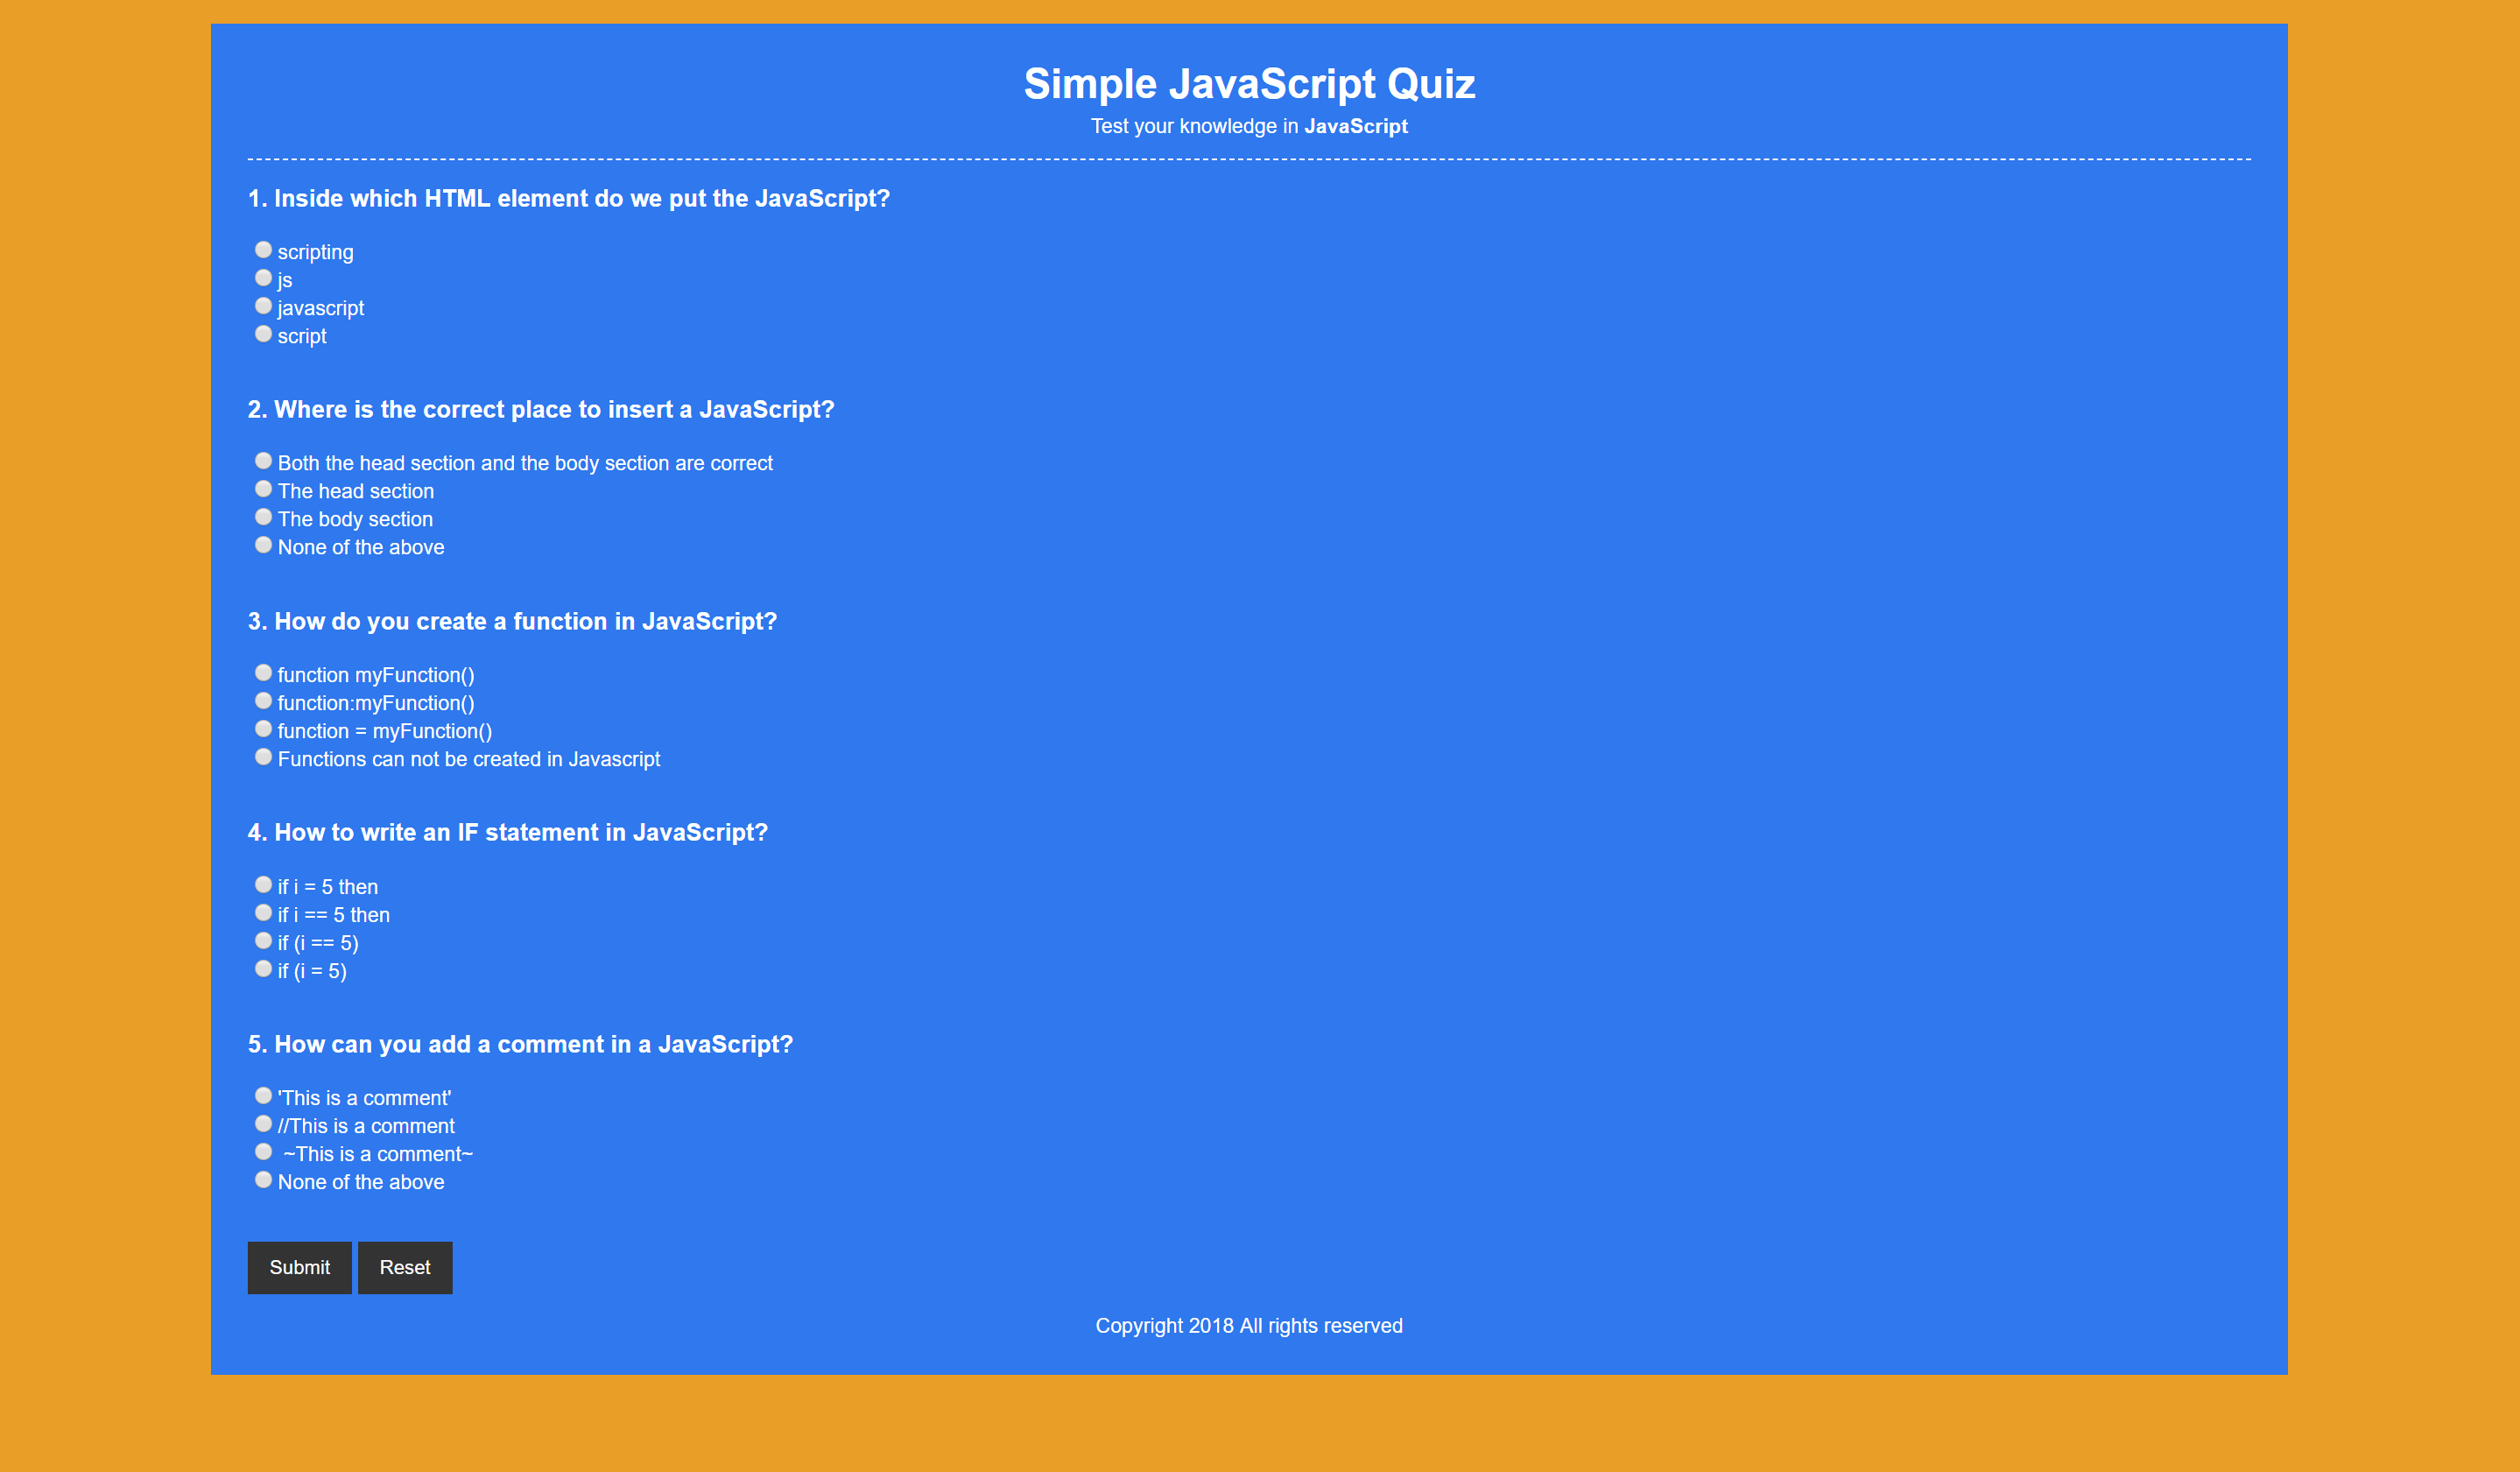 Simple JavaScript Quiz
Test your knowledge in JavaScript
1. Inside which HTML element do we put the JavaScript?
scripting
js
javascript
script
2. Where is the correct place to insert a JavaScript?
Both the head section and the body section are correct
The head section
The body section
None of the above
3. How do you create a function in JavaScript?
function myFunction()
function:myFunction()
function = myFunction()
Functions can not be created in Javascript
4. How to write an IF statement in JavaScript?
if i = 5 then
if i == 5 then
if (i == 5)
if (i = 5)
5. How can you add a comment in a JavaScript?
'This is a comment'
//This is a comment
~This is a comment~
None of the above
Submit Reset
Copyright 2018 All rights reserved